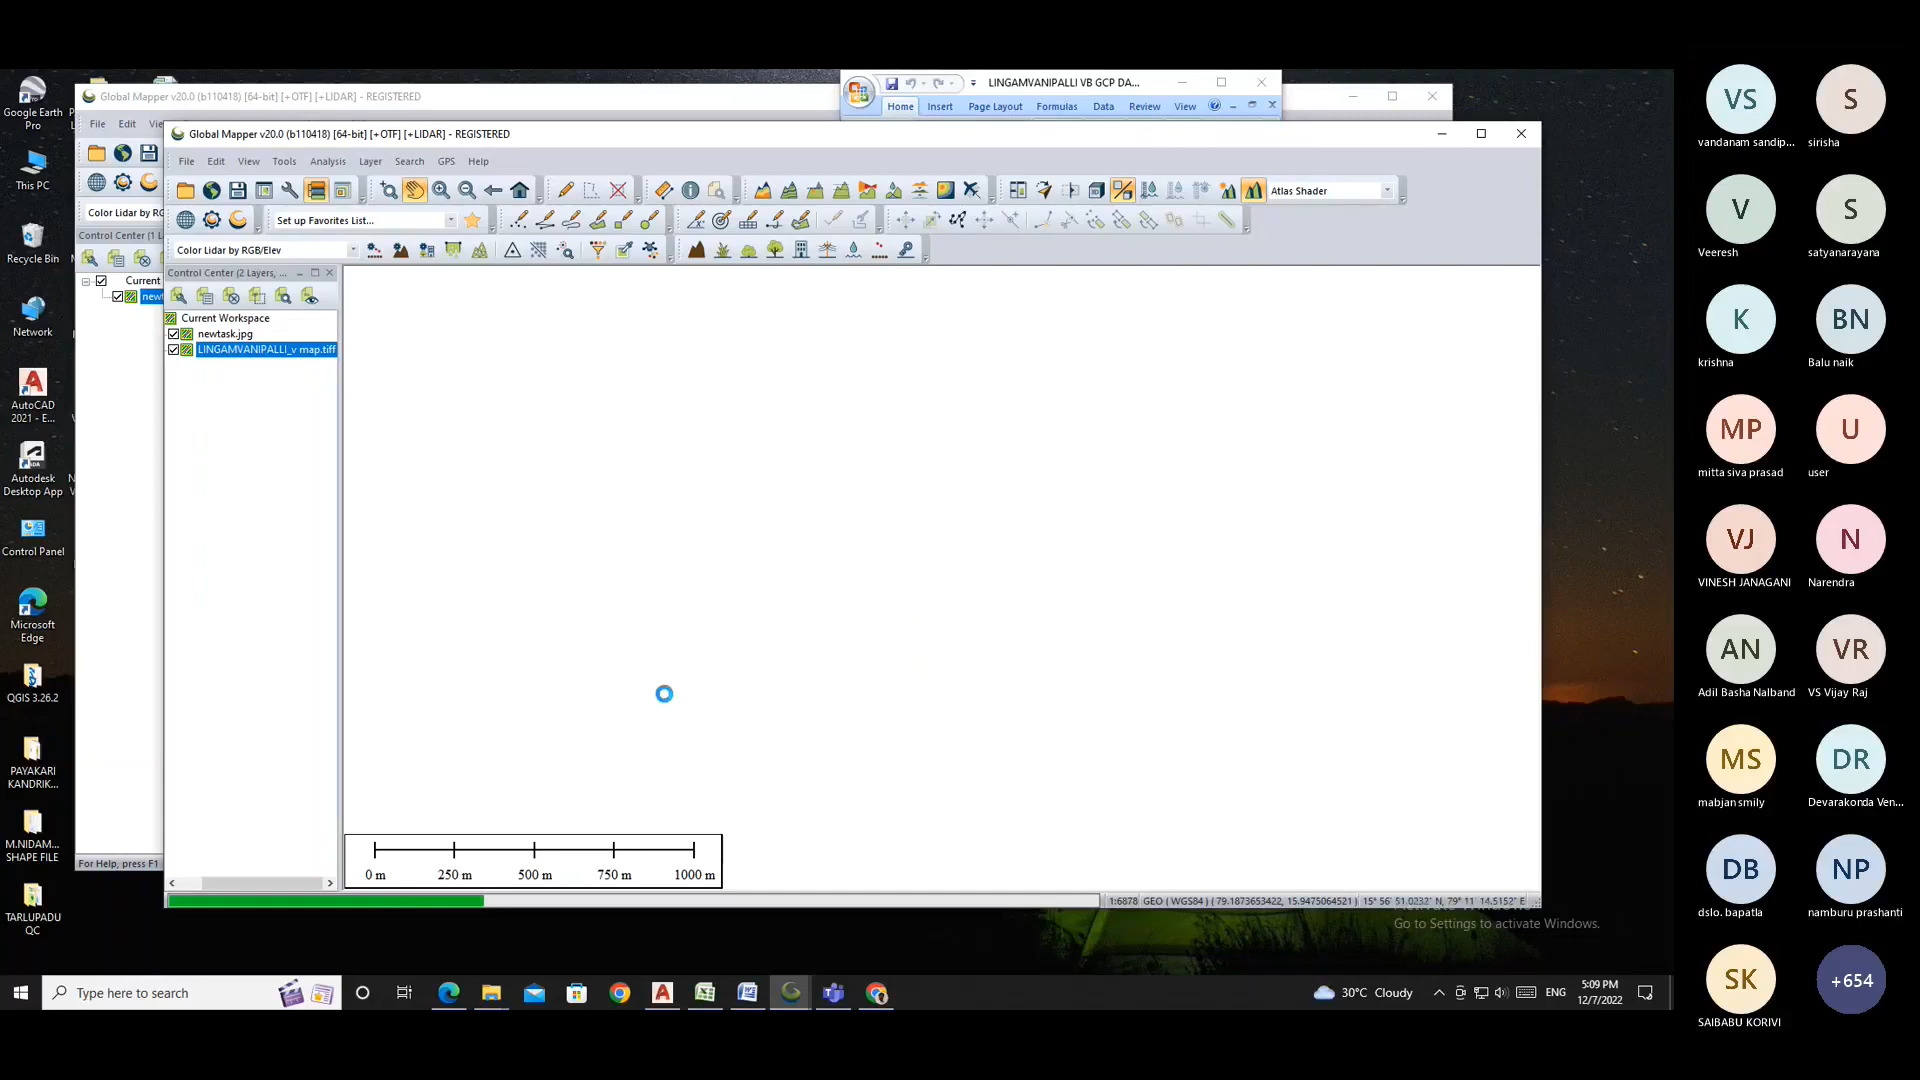 Google Earth
Pro
This PC
Recycle Bin
Network
AutoCAD
2021 - E...
Autodesk
Desktop App
Control Panel
Microsoft
Edge
QGIS 3.26.2
PAYAKARI
KANDRIK...
M.NIDAM...
SHAPE FILE
TARLUPADU
QC
Global Mapper v20.0 (b110418) [64-bit] [+OTF] [+LIDAR] - REGISTERED
File Edit Vie
Color Lidar by RG
Control Center (1 L
Current
newt
For Help, press F1
LINGAMVANIPALLI VB GCP DA...
Home Insert Page Layout Formulas Data Review View
Global Mapper v20.0 (b110418) [64-bit] [+OTF] [+LIDAR] - REGISTERED
File Edit View Tools Analysis Layer Search GPS Help
Atlas Shader
Set up Favorites List...
Color Lidar by RGB/Elev
Control Center (2 Layers, ...
Current Workspace
newtask.jpg
LINGAMVANIPALLI_v map.tiff
0 m 250 m 500 m 750 m 1000 m
1:6878 GEO ( WGS84 ) ( 79.1873653422, 15.9475064521 ) 15° 56' 51.0232" N, 79° 11' 14.5152" E
Go to Settings to activate Windows.
Type here to search
30°C Cloudy
ENG
5:09 PM
12/7/2022
VS S
vandanam sandip... sirisha
V S
Veeresh satyanarayana
K BN
krishna Balu naik
MP U
mitta siva prasad user
VJ N
VINESH JANAGANI Narendra
AN VR
Adil Basha Nalband VS Vijay Raj
MS DR
mabjan smily Devarakonda Ven...
DB NP
dslo. bapatla namburu prashanti
SK +654
SAIBABU KORIVI